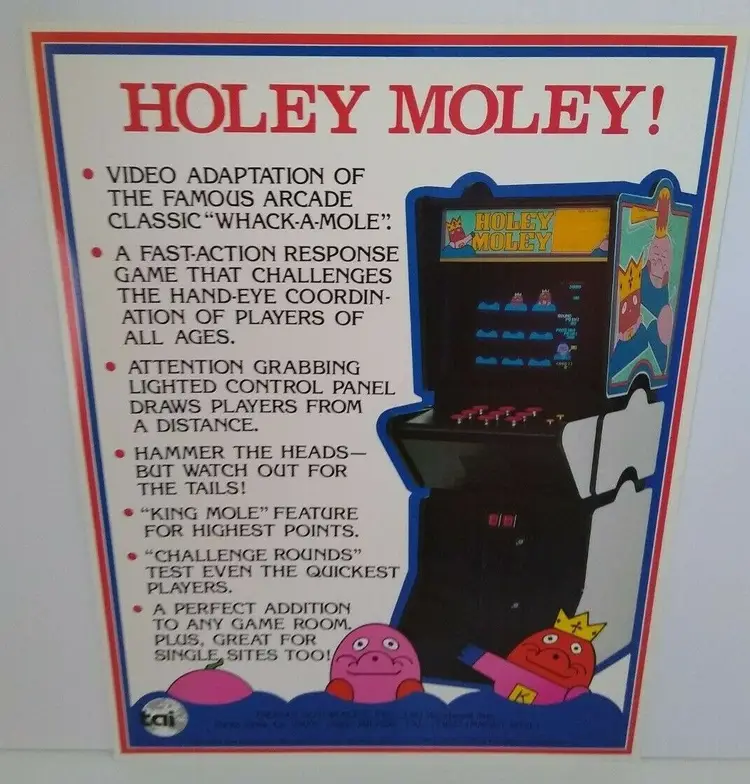 HOLEY MOLEY!
• VIDEO ADAPTATION OF
THE FAMOUS ARCADE
CLASSIC "WHACK-A-MOLE".
• A FAST-ACTION RESPONSE
GAME THAT CHALLENGES
THE HAND-EYE COORDIN-
ATION OF PLAYERS OF
ALL AGES.
• ATTENTION GRABBING
LIGHTED CONTROL PANEL
DRAWS PLAYERS FROM
A DISTANCE.
• HAMMER THE HEADS—
BUT WATCH OUT FOR
THE TAILS!
• "KING MOLE" FEATURE
FOR HIGHEST POINTS.
• "CHALLENGE ROUNDS"
TEST EVEN THE QUICKEST
PLAYERS.
• A PERFECT ADDITION
TO ANY GAME ROOM.
PLUS, GREAT FOR
SINGLE SITES TOO!
HOLEY
MOLEY
K
tai